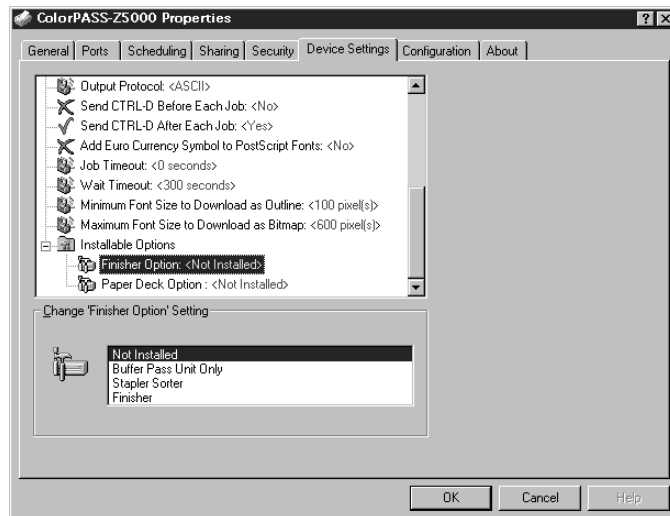 ColorPASS-Z5000 Properties
General Ports Scheduling Sharing Security Device Settings Configuration About
Output Protocol: <ASCII>
Send CTRL-D Before Each Job: <No>
Send CTRL-D After Each Job: <Yes>
Add Euro Currency Symbol to PostScript Fonts: <No>
Job Timeout: <0 seconds>
Wait Timeout: <300 seconds>
Minimum Font Size to Download as Outline: <100 pixel(s)>
Maximum Font Size to Download as Bitmap: <600 pixel(s)>
Installable Options
Finisher Option: <Not Installed>
Paper Deck Option : <Not Installed>
Change 'Finisher Option' Setting
Not Installed
Buffer Pass Unit Only
Stapler Sorter
Finisher
OK Cancel Help